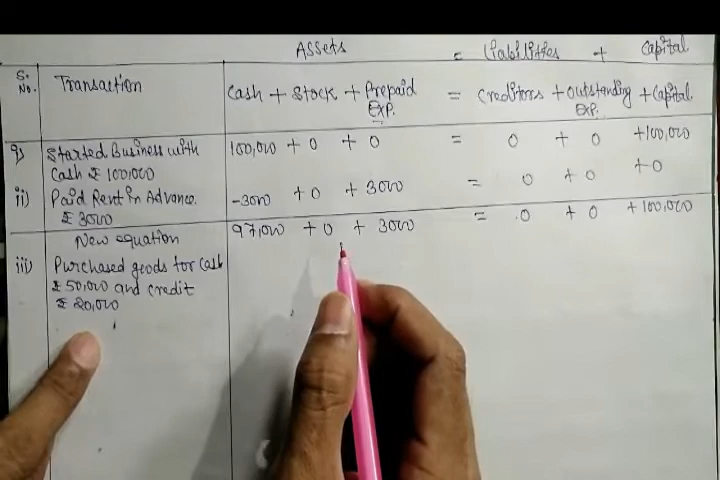 Assets = Liabilities + Capital
S. No. Transaction Cash + Stock + Prepaid Exp. = Creditors + Outstanding Exp. + Capital
i) Started Business with 100,000 + 0 + 0 = 0 + 0 + 100,000
Cash ₹ 100,000
ii) Paid Rent in Advance. -3000 + 0 + 3000 = 0 + 0 + 0
₹ 3000
New equation 97,000 + 0 + 3000 = 0 + 0 + 100,000
iii) Purchased goods for cash
₹ 50,000 and credit
₹ 20,000